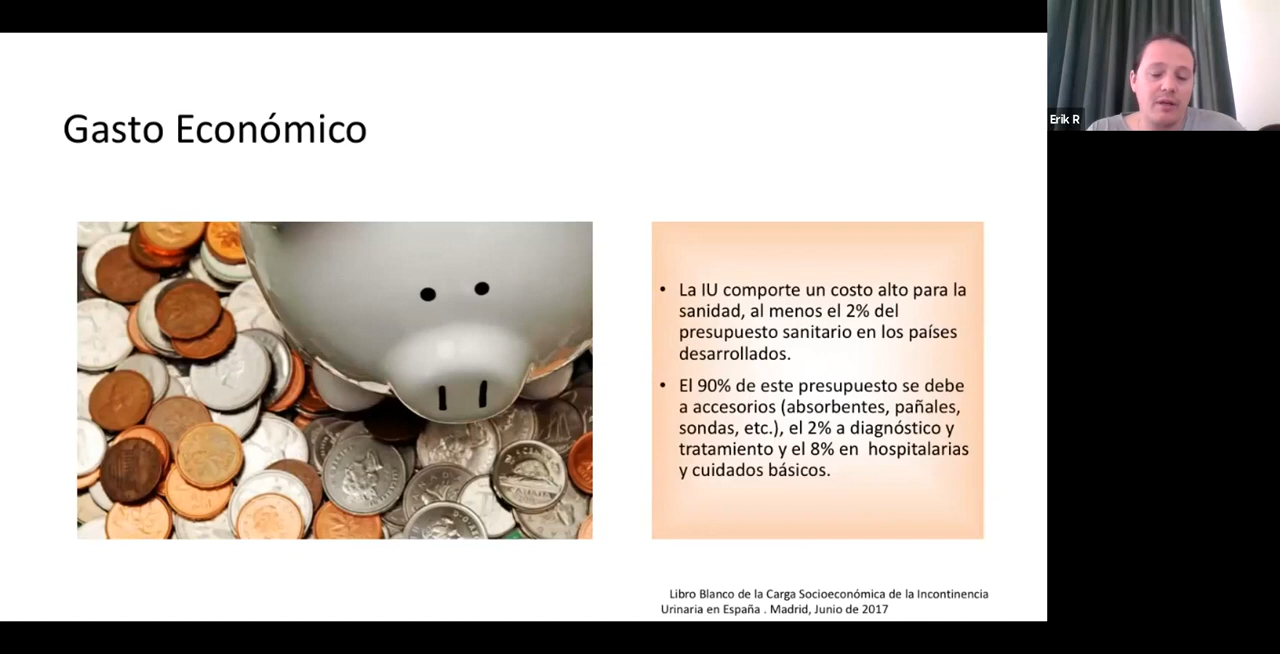 Gasto Económico
Erik R
• La IU comporte un costo alto para la
sanidad, al menos el 2% del
presupuesto sanitario en los países
desarrollados.
• El 90% de este presupuesto se debe
a accesorios (absorbentes, pañales,
sondas, etc.), el 2% a diagnóstico y
tratamiento y el 8% en  hospitalarias
y cuidados básicos.
Libro Blanco de la Carga Socioeconómica de la Incontinencia
Urinaria en España . Madrid, Junio de 2017